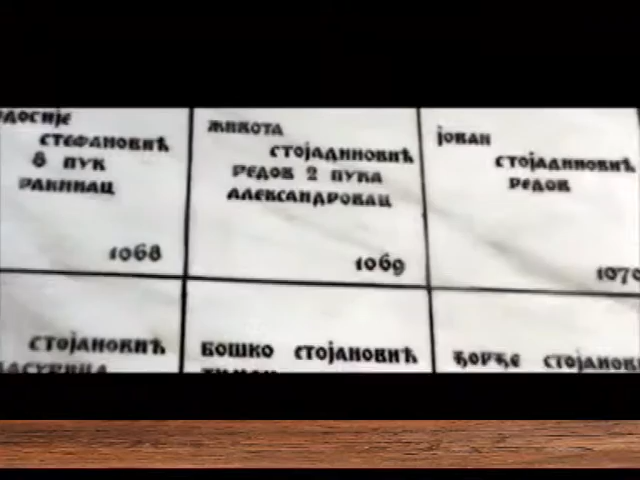 СТЕФАНОВИЋ
8 ПУК
РАКИНАЦ
1068
ЖИВОТА
СТОЈАДИНОВИЋ
РЕДОВ 2 ПУКА
АЛЕКСАНДРОВАЦ
1069
ЈОВАН
СТОЈАДИНОВИЋ
РЕДОВ
1070
СТОЈАНОВИЋ
БОШКО СТОЈАНОВИЋ
ЂОРЂЕ